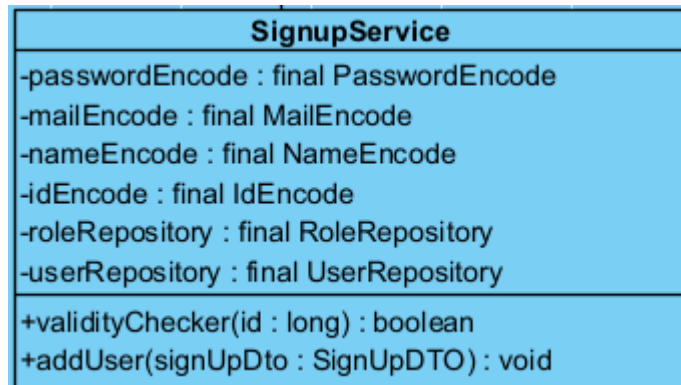 SignupService
-passwordEncode : final PasswordEncode
-mailEncode : final MailEncode
-nameEncode : final NameEncode
-idEncode : final IdEncode
-roleRepository : final RoleRepository
-userRepository : final UserRepository
+validityChecker(id : long) : boolean
+addUser(signUpDto : SignUpDTO) : void